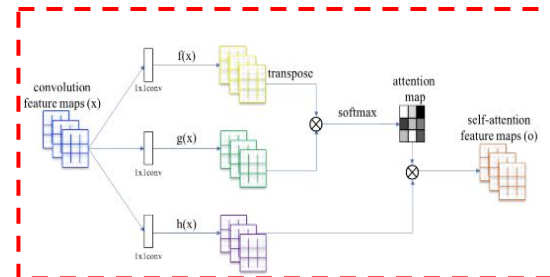 f(x)
transpose
1x1conv
convolution
feature maps (x)
attention
map
softmax
g(x)
1x1conv
self-attention
feature maps (o)
h(x)
1x1conv